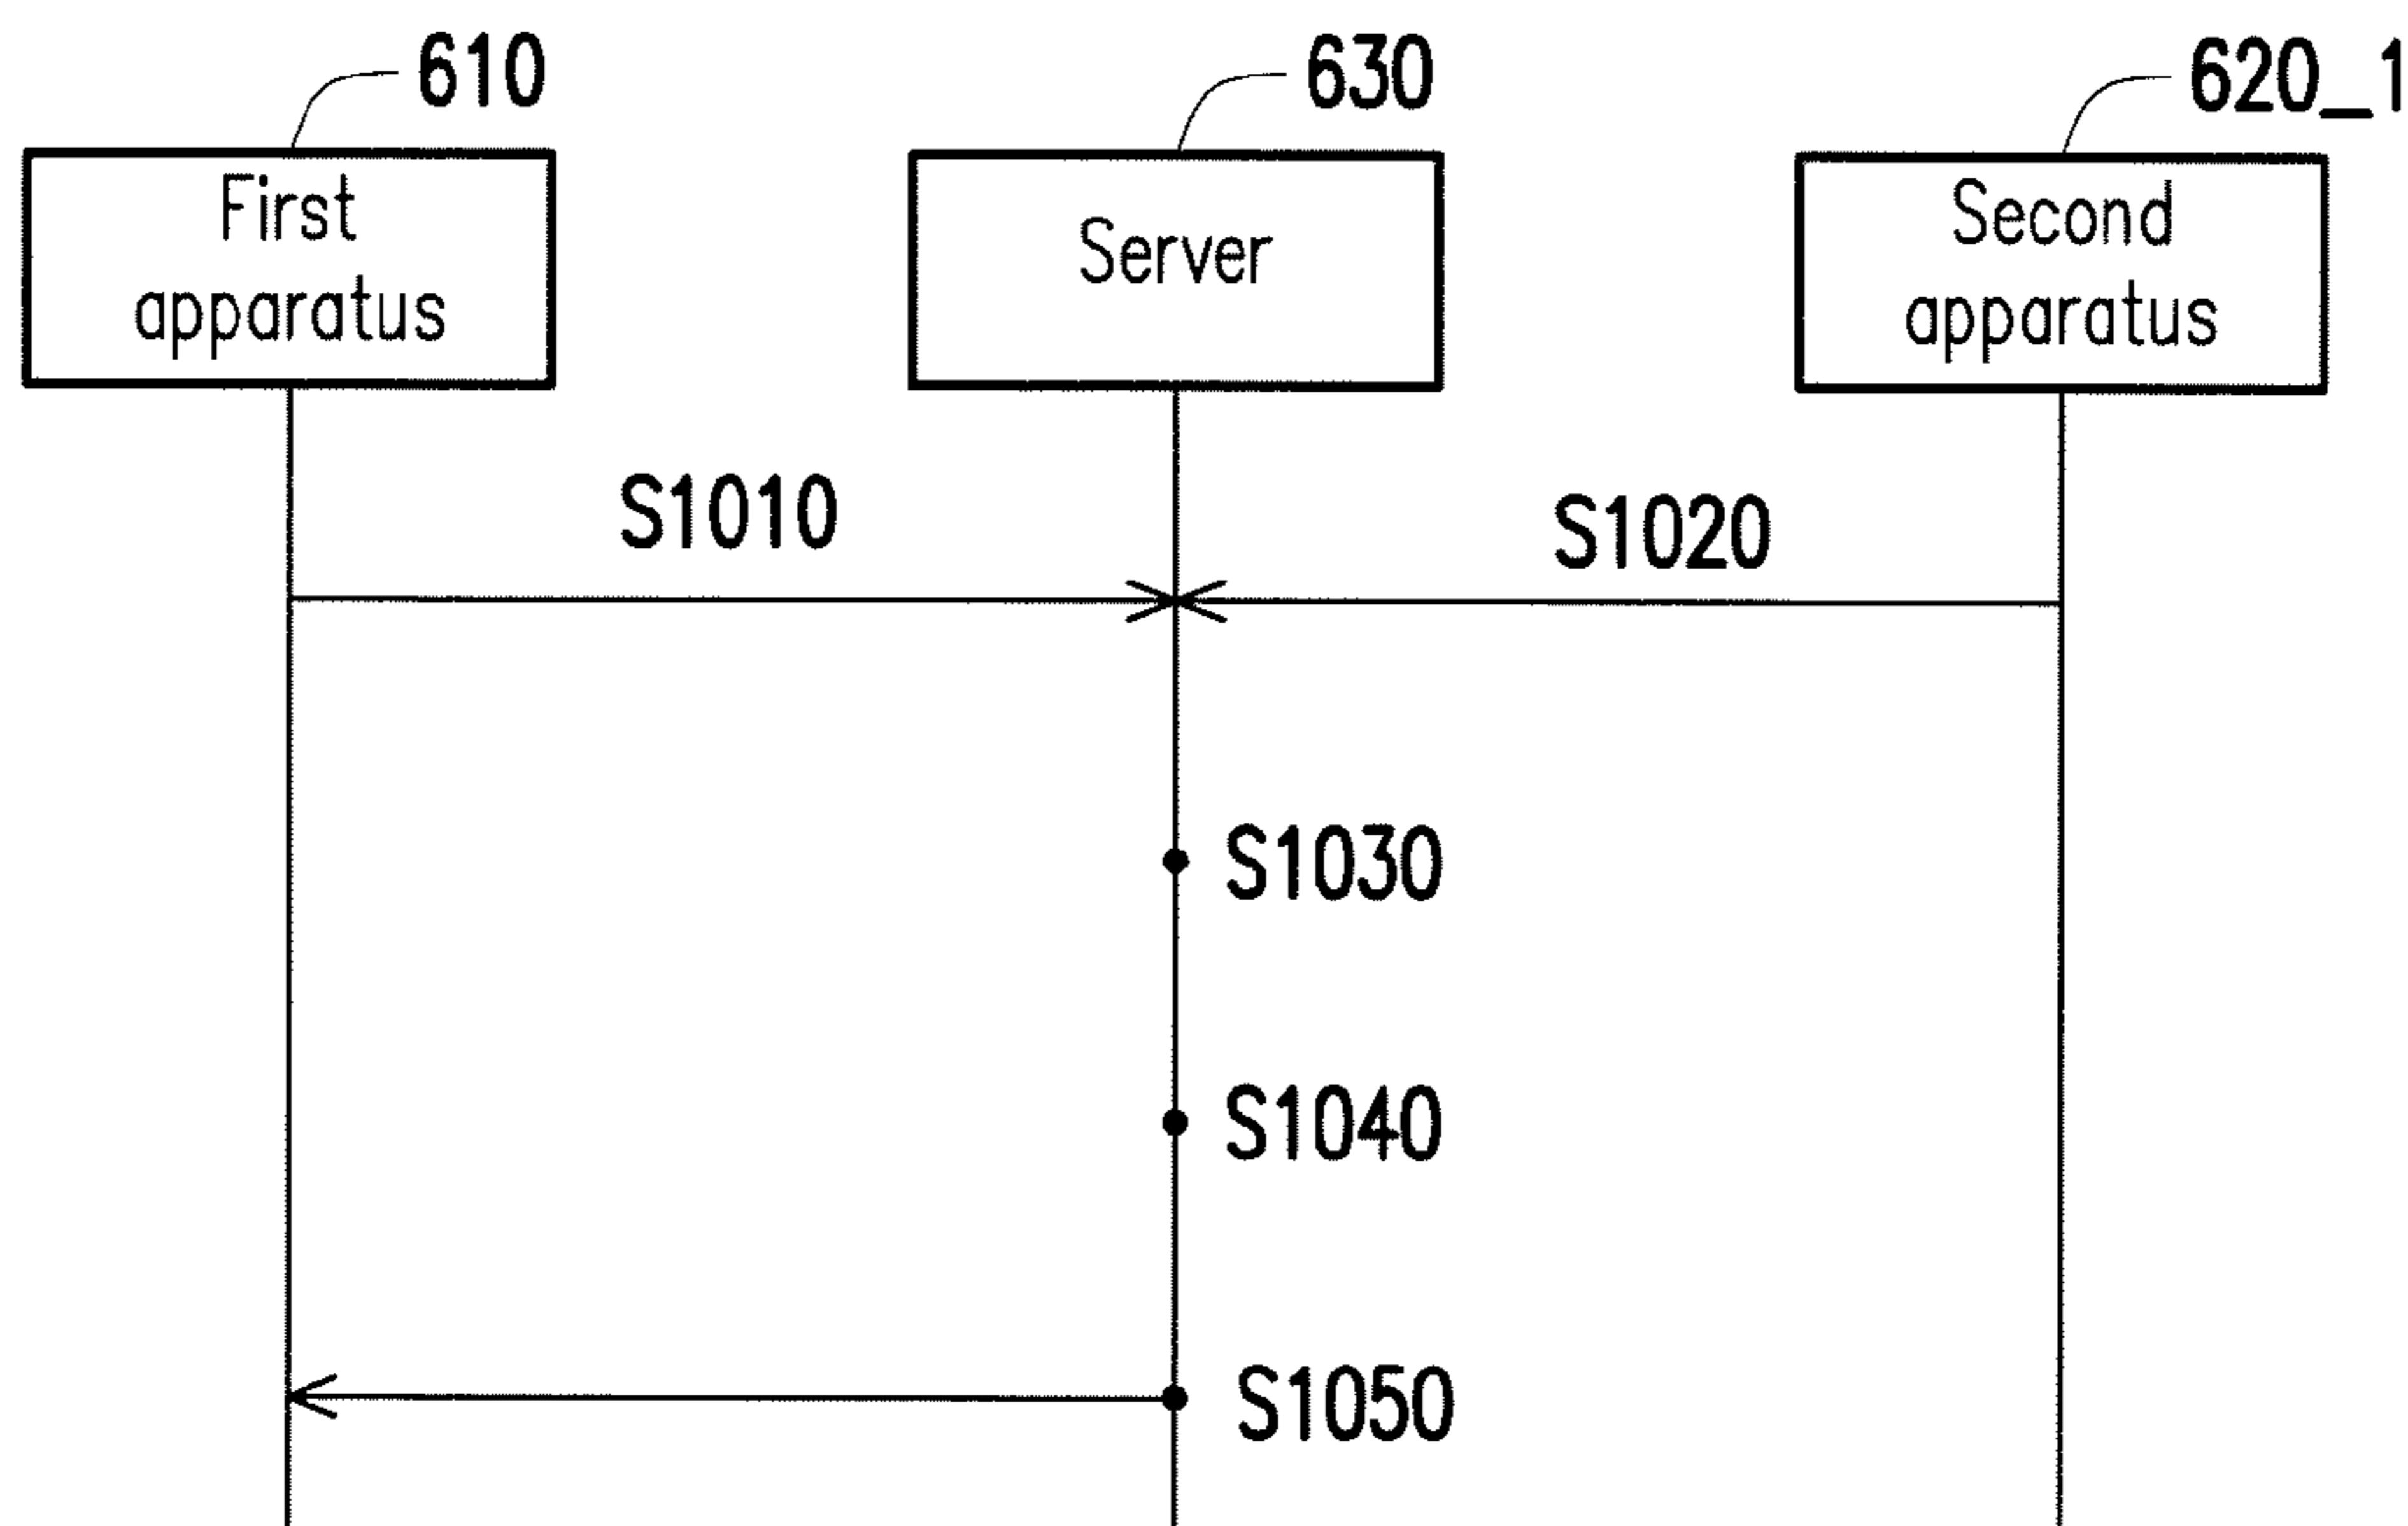 610
630
620_1
First
apparatus
Server
Second
apparatus
S1010
S1020
S1030
S1040
S1050